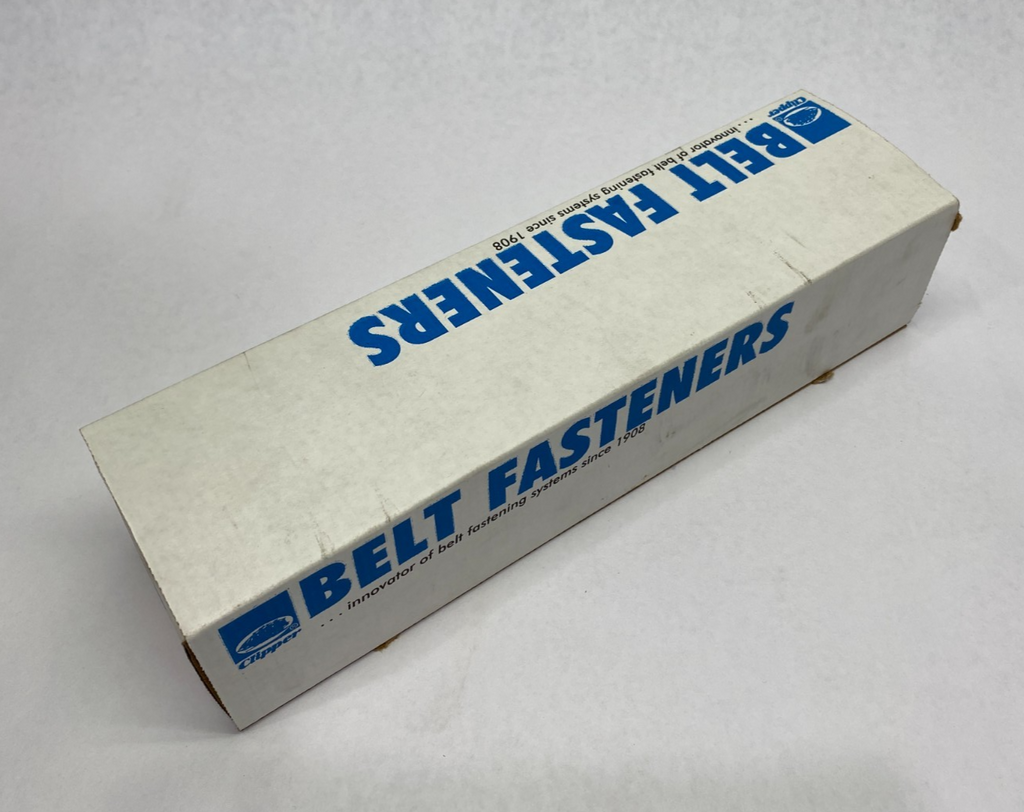 Clipper
BELT FASTENERS
... innovator of belt fastening systems since 1908
Clipper ®
BELT FASTENERS
... innovator of belt fastening systems since 1908